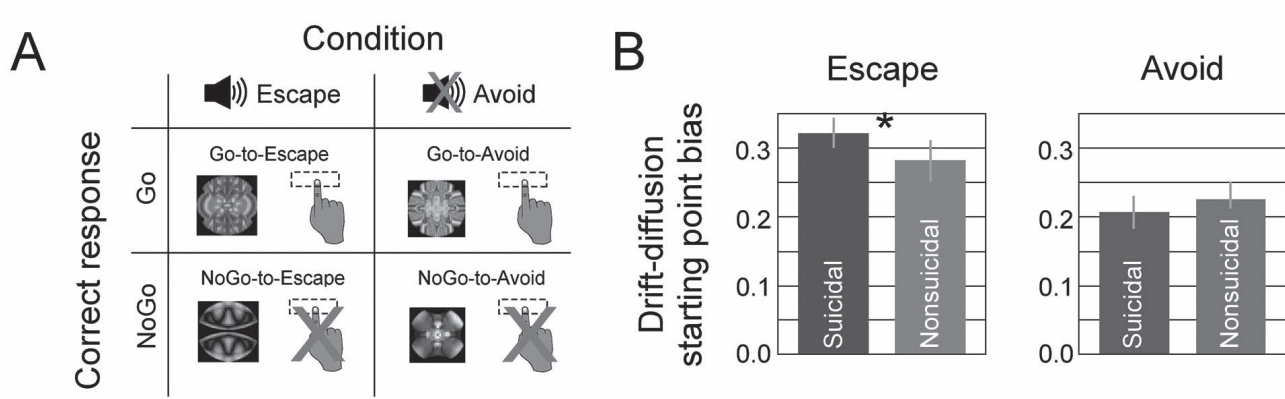 A
Condition
Escape
Avoid
Correct response
Go
Go-to-Escape
Go-to-Avoid
NoGo
NoGo-to-Escape
NoGo-to-Avoid
B
Escape
Avoid
Drift-diffusion
starting point bias
0.3
0.2
0.1
0.0
*
Suicidal
Nonsuicidal
0.3
0.2
0.1
0.0
Suicidal
Nonsuicidal